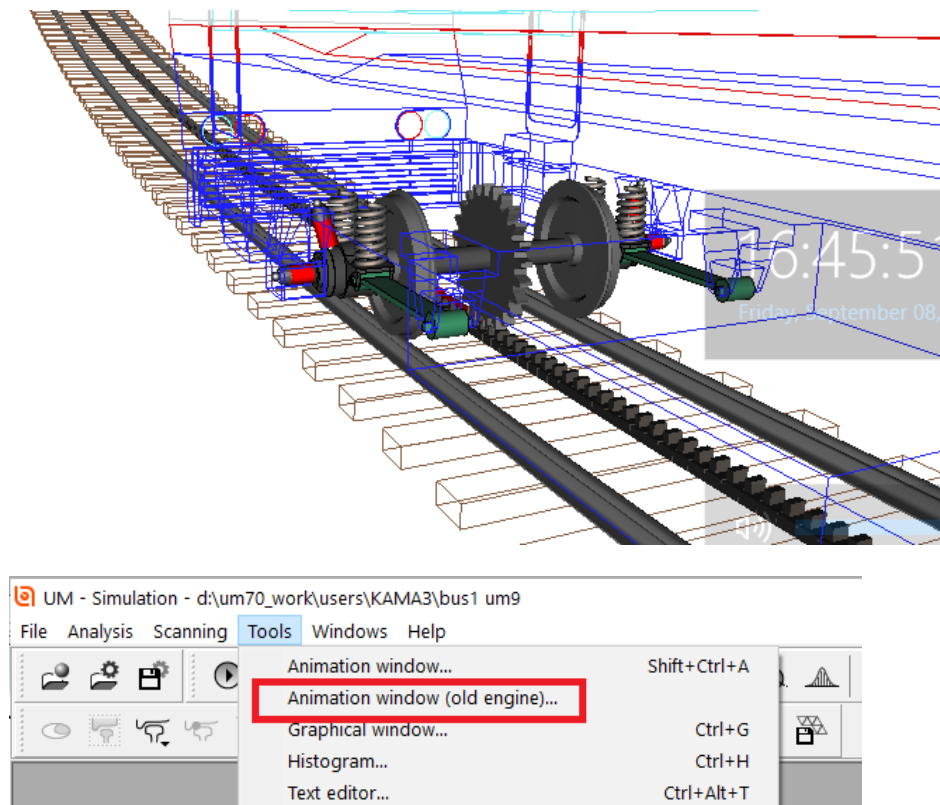 16:45:5
Friday, September 08,
UM - Simulation - d:\um70_work\users\KAMA3\bus1 um9
File Analysis Scanning Tools Windows Help
Animation window... Shift+Ctrl+A
Animation window (old engine)...
Graphical window... Ctrl+G
Histogram... Ctrl+H
Text editor... Ctrl+Alt+T